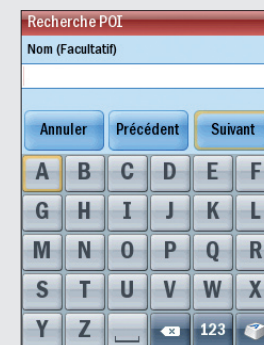 Recherche POI
Nom (Facultatif)
Annuler Précédent Suivant
A B C D E F
G H I J K L
M N O P Q R
S T U V W X
Y Z 123